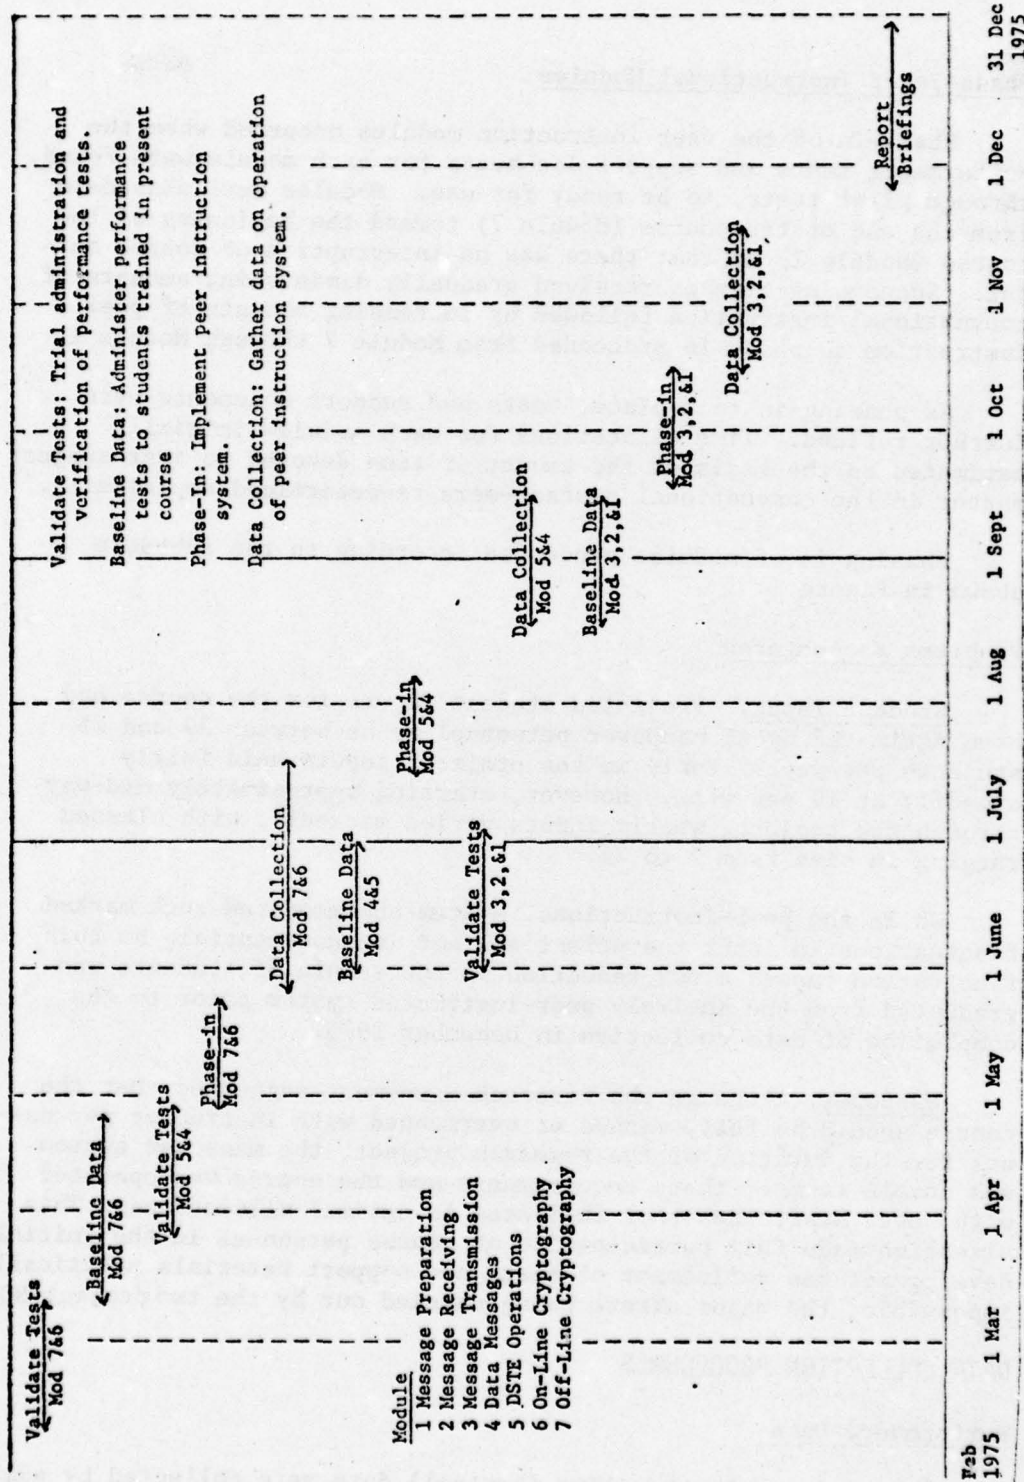 Validate Tests
Mod 7&6
Baseline Data
Mod 7&6
Validate Tests
Mod 5&4
Phase-in
Mod 7&6
Data Collection
Mod 7&6
Baseline Data
Mod 4&5
Phase-in
Mod 5&4
Validate Tests
Mod 3,2,&1
Data Collection
Mod 5&4
Baseline Data
Mod 3,2,&1
Phase-in
Mod 3,2,&1
Data Collection
Mod 3,2,&1
Report
Briefings
Validate Tests: Trial administration and
verification of performance tests.
Baseline Data: Administer performance
tests to students trained in present
course
Phase-in: Implement peer instruction
system.
Data Collection: Gather data on operation
of peer instruction system.
Module
1 Message Preparation
2 Message Receiving
3 Message Transmission
4 Data Messages
5 DSTE Operations
6 On-Line Cryptography
7 Off-Line Cryptography
Feb
1975
1 Mar
1 Apr
1 May
1 June
1 July
1 Aug
1 Sept
1 Oct
1 Nov
1 Dec
31 Dec
1975